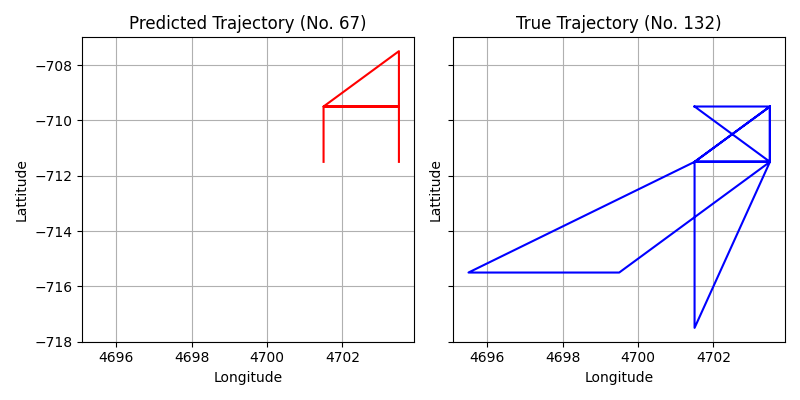 Predicted Trajectory (No. 67)
True Trajectory (No. 132)
−708
−710
−712
−714
−716
−718
Lattitude
Lattitude
4696
4698
4700
4702
4696
4698
4700
4702
Longitude
Longitude